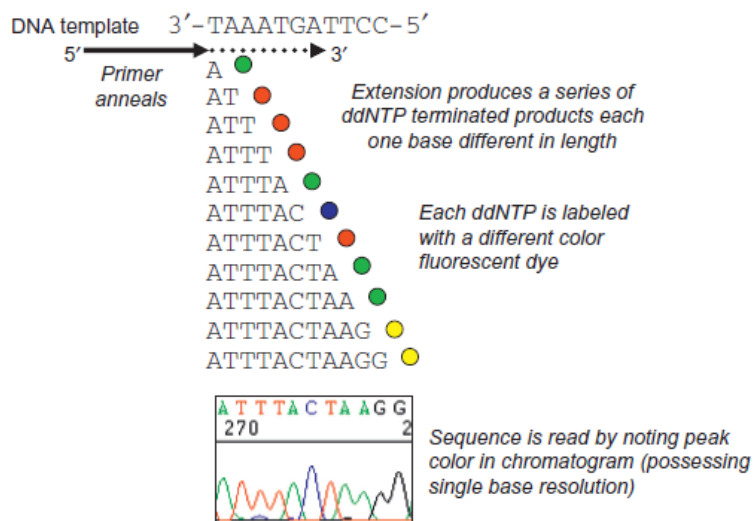 DNA template 3′-TAAATGATTCC-5′
5′ 3′
Primer
anneals
A
AT
ATT
ATTT
ATTTA
ATTTAC
ATTTACT
ATTTACTA
ATTTACTAA
ATTTACTAAG
ATTTACTAAGG
Extension produces a series of
ddNTP terminated products each
one base different in length
Each ddNTP is labeled
with a different color
fluorescent dye
A T T T A C T A A G G
270 2
Sequence is read by noting peak
color in chromatogram (possessing
single base resolution)